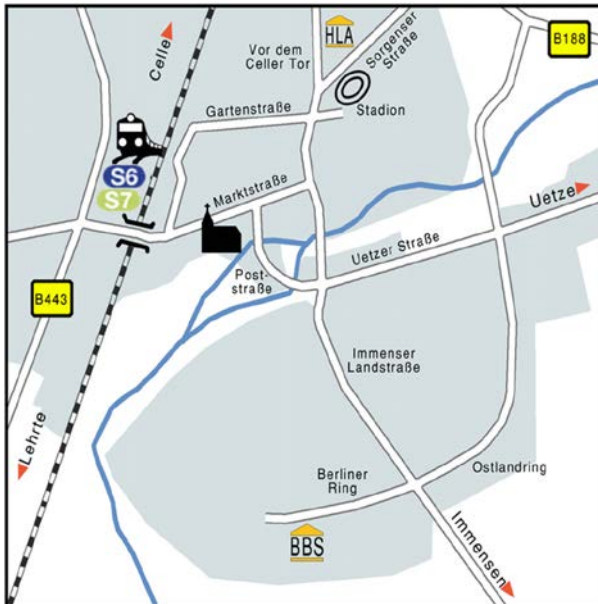 HLA
Vor dem
Celler Tor
Sorgenser
Straße
B188
Celle
Gartenstraße
Stadion
S6
S7
Marktstraße
Uetze
Uetzer Straße
Post-
straße
B443
Immenser
Landstraße
Lehrte
Berliner
Ring
Ostlandring
BBS
Immensen